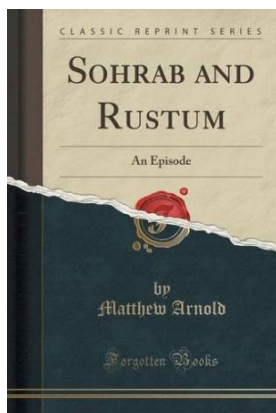 CLASSIC REPRINT SERIES
SOHRAB AND
RUSTUM
An Episode
by
Matthew Arnold
Forgotten Books